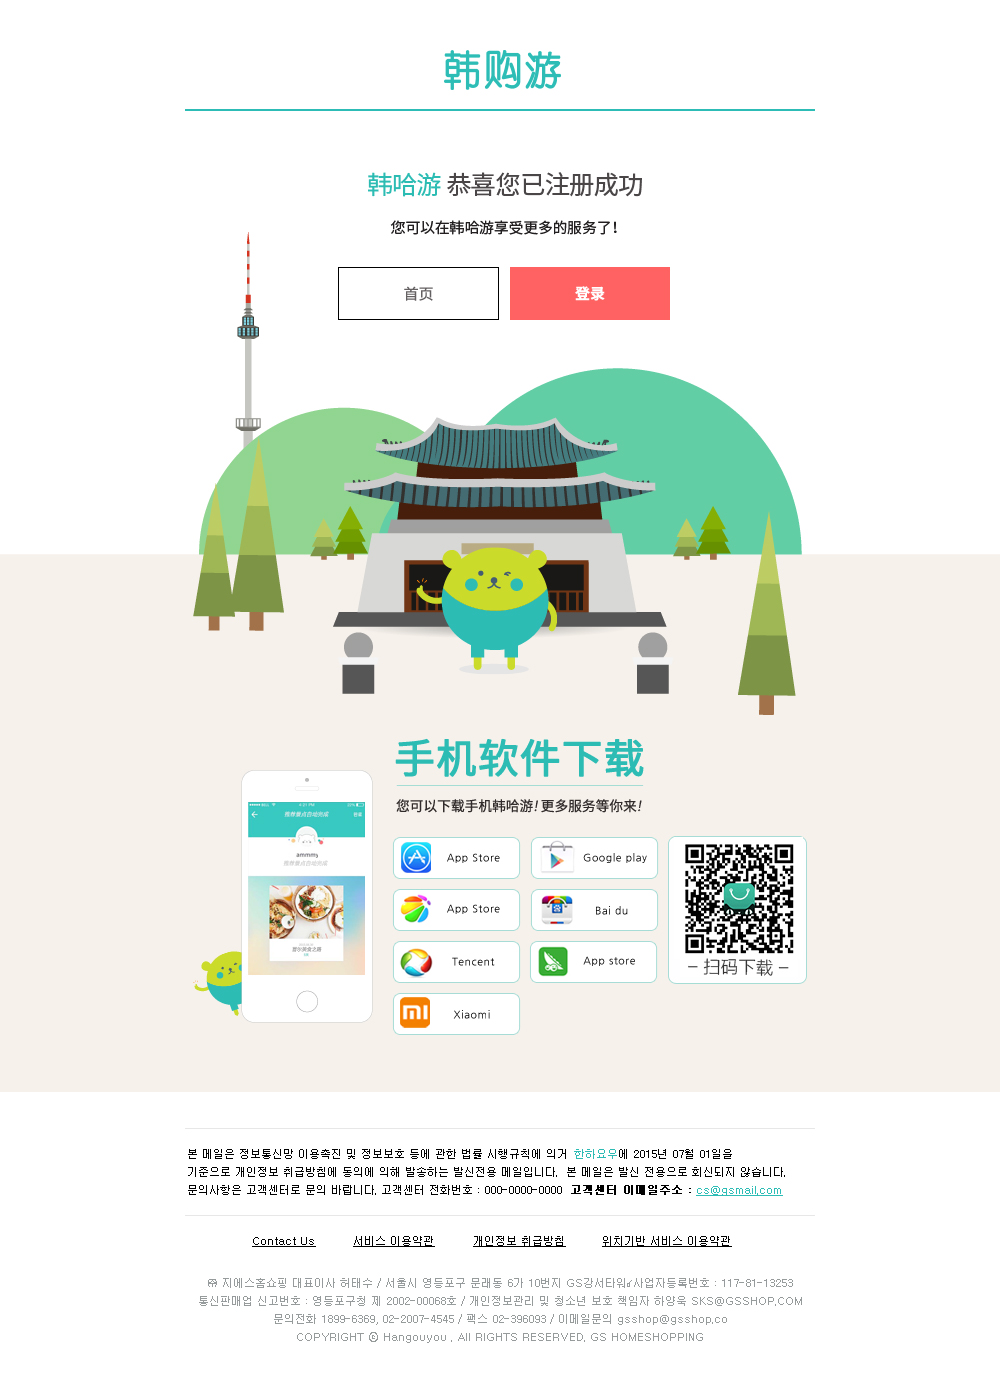 韩购游
韩哈游 恭喜您已注册成功
您可以在韩哈游享受更多的服务了!
首页
登录
手机软件下载
您可以下载手机韩哈游! 更多服务等你来!
ammmy
App Store
Google play
App Store
Bai du
Tencent
App store
Xiaomi
– 扫码下载 –
본 메일은 정보통신망 이용촉진 및 정보보호 등에 관한 법률 시행규칙에 의거 한하요우에 2015년 07월 01일을
기준으로 개인정보 취급방침에 동의에 의해 발송하는 발신전용 메일입니다. 본 메일은 발신 전용으로 회신되지 않습니다.
문의사항은 고객센터로 문의 바랍니다. 고객센터 전화번호 : 000-0000-0000 고객센터 이메일주소 : cs@gsmail.com
Contact Us
서비스 이용약관
개인정보 취급방침
위치기반 서비스 이용약관
㈜ 지에스홈쇼핑 대표이사 허태수 / 서울시 영등포구 문래동 6가 10번지 GS강서타워 사업자등록번호 : 117-81-13253
통신판매업 신고번호 : 영등포구청 제 2002-00068호 / 개인정보관리 및 청소년 보호 책임자 하양욱 SKS@GSSHOP.COM
문의전화 1899-6369, 02-2007-4545 / 팩스 02-396093 / 이메일문의 gsshop@gsshop.co
COPYRIGHT ⓒ Hangouyou . All RIGHTS RESERVED. GS HOMESHOPPING